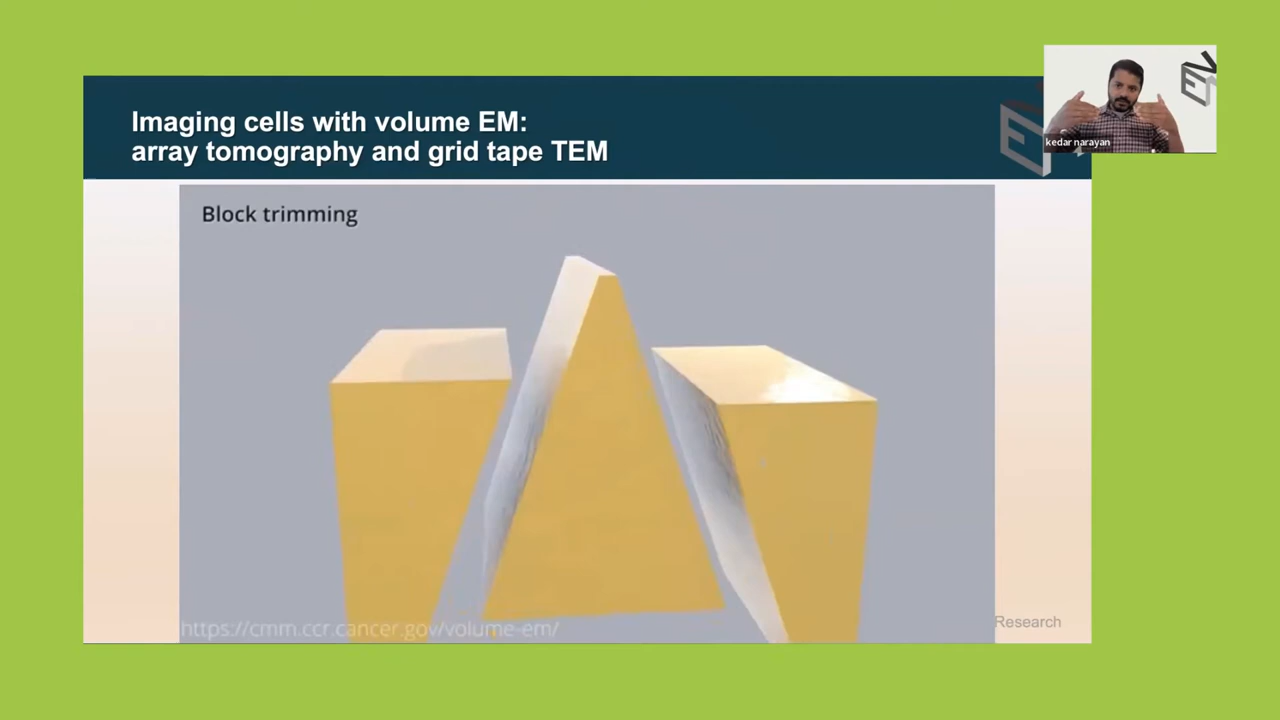 Imaging cells with volume EM:
array tomography and grid tape TEM
kedar narayan
Block trimming
https://cmm.ccr.cancer.gov/volume-em/
Research